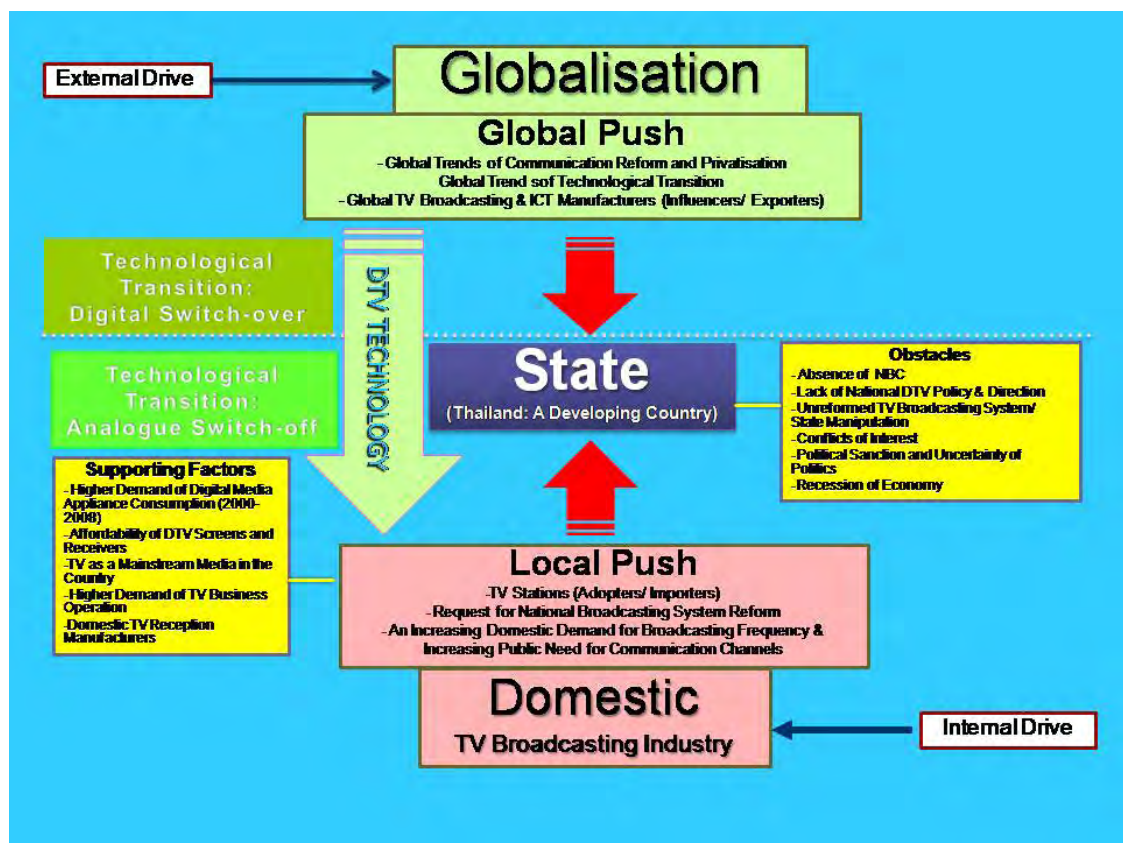 External Drive
Globalisation
Global Push
-Global Trends of Communication Reform and Privatisation
Global Trend sof Technological Transition
-Global TV Broadcasting & ICT Manufacturers (Influencers/ Exporters)
Technological
Transition:
Digital Switch-over
DTV TECHNOLOGY
Technological
Transition:
Analogue Switch-off
State
(Thailand: A Developing Country)
Obstacles
-Absence of NBC
-Lack of National DTV Policy & Direction
-Unreformed TV Broadcasting System/
State Manipulation
-Conflicts of Interest
-Political Sanction and Uncertainty of
Politics
-Recession of Economy
Supporting Factors
-Higher Demand of Digital Media
Appliance Consumption (2000-
2008)
-Affordability of DTV Screens and
Receivers
-TV as a Mainstream Media in the
Country
-Higher Demand of TV Business
Operation
-Domestic TV Reception
Manufacturers
Local Push
-TV Stations (Adopters/ Importers)
-Request for National Broadcasting System Reform
-An Increasing Domestic Demand for Broadcasting Frequency &
Increasing Public Need for Communication Channels
Domestic
TV Broadcasting Industry
Internal Drive